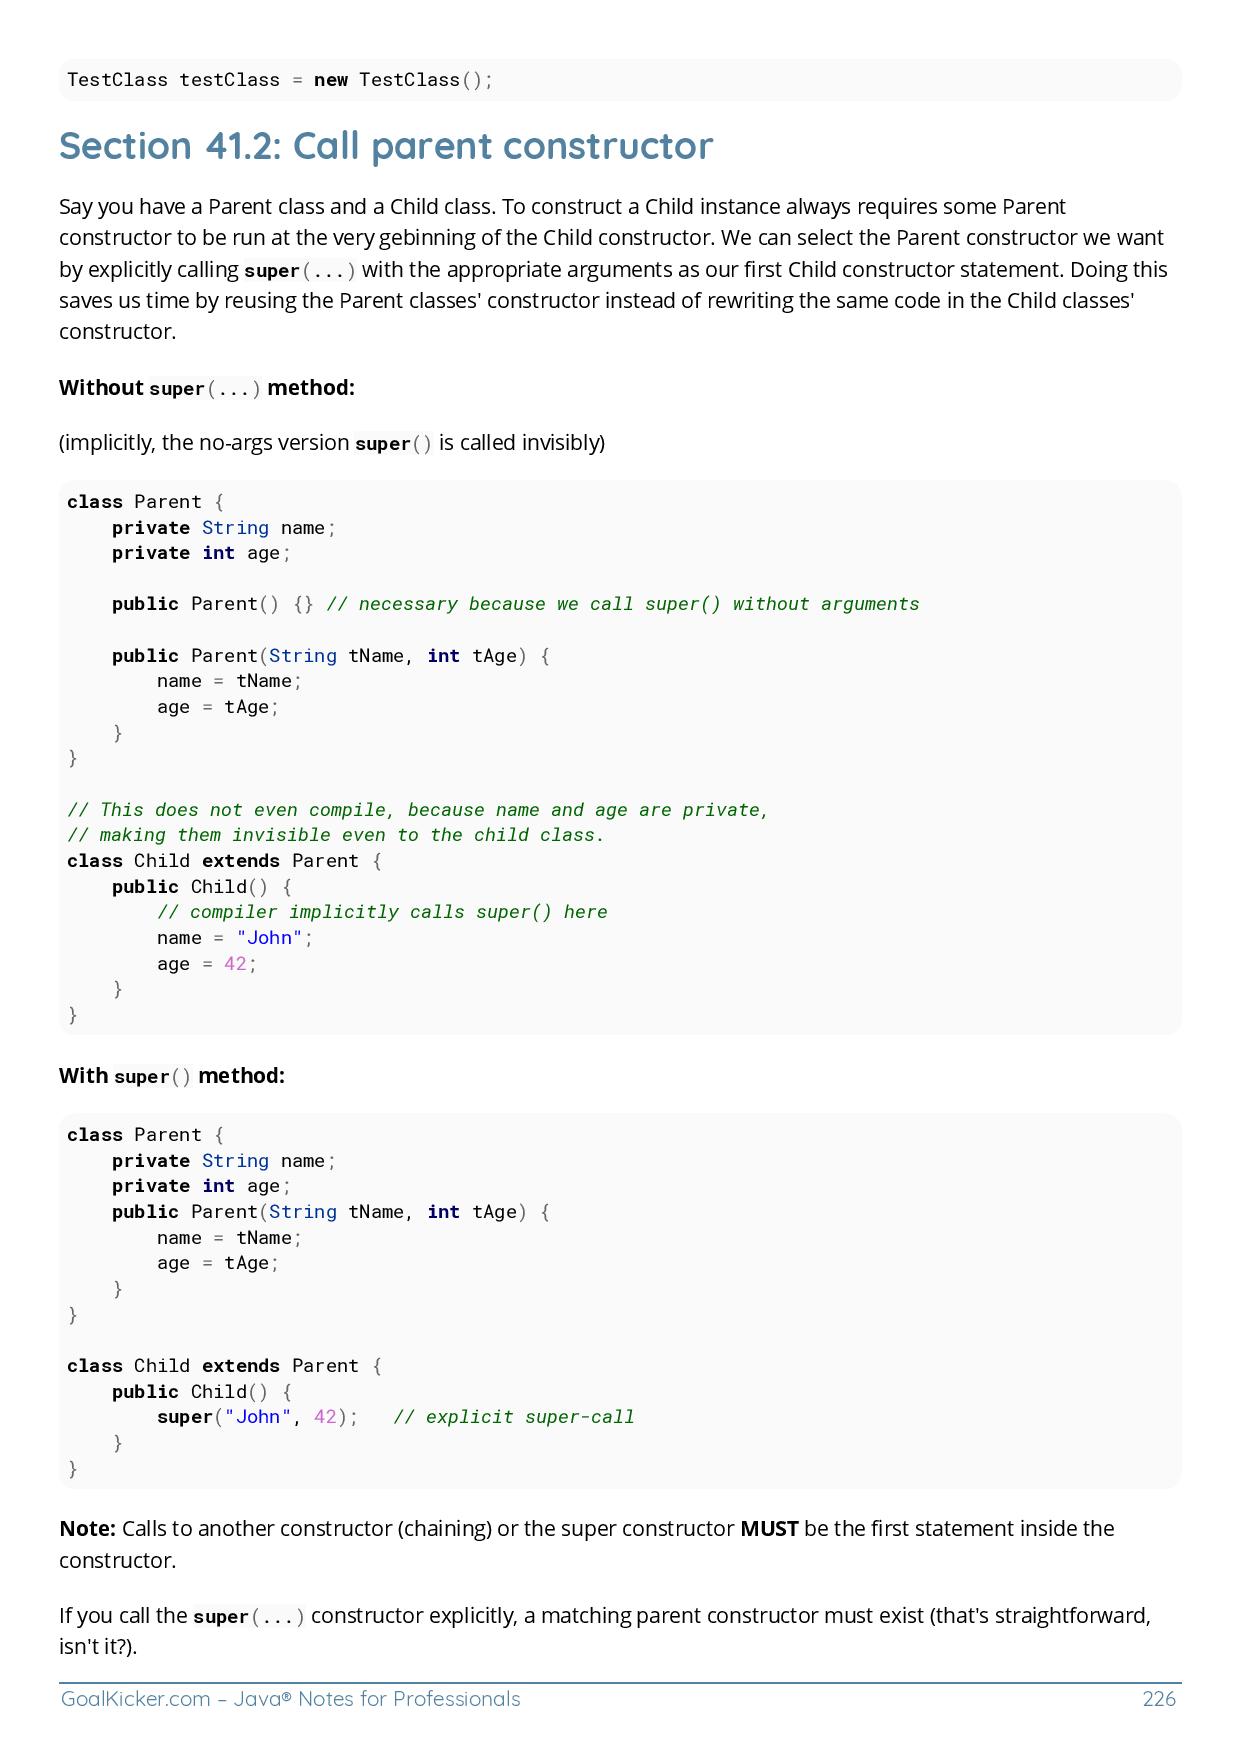 TestClass testClass = new TestClass();
Section 41.2: Call parent constructor
Say you have a Parent class and a Child class. To construct a Child instance always requires some Parent
constructor to be run at the very gebinning of the Child constructor. We can select the Parent constructor we want
by explicitly calling super(...) with the appropriate arguments as our first Child constructor statement. Doing this
saves us time by reusing the Parent classes' constructor instead of rewriting the same code in the Child classes'
constructor.
Without super(...) method:
(implicitly, the no-args version super() is called invisibly)
class Parent {
    private String name;
    private int age;

    public Parent() {} // necessary because we call super() without arguments

    public Parent(String tName, int tAge) {
        name = tName;
        age = tAge;
    }
}

// This does not even compile, because name and age are private,
// making them invisible even to the child class.
class Child extends Parent {
    public Child() {
        // compiler implicitly calls super() here
        name = "John";
        age = 42;
    }
}
With super() method:
class Parent {
    private String name;
    private int age;
    public Parent(String tName, int tAge) {
        name = tName;
        age = tAge;
    }
}

class Child extends Parent {
    public Child() {
        super("John", 42);   // explicit super-call
    }
}
Note: Calls to another constructor (chaining) or the super constructor MUST be the first statement inside the
constructor.
If you call the super(...) constructor explicitly, a matching parent constructor must exist (that's straightforward,
isn't it?).
GoalKicker.com – Java® Notes for Professionals 226